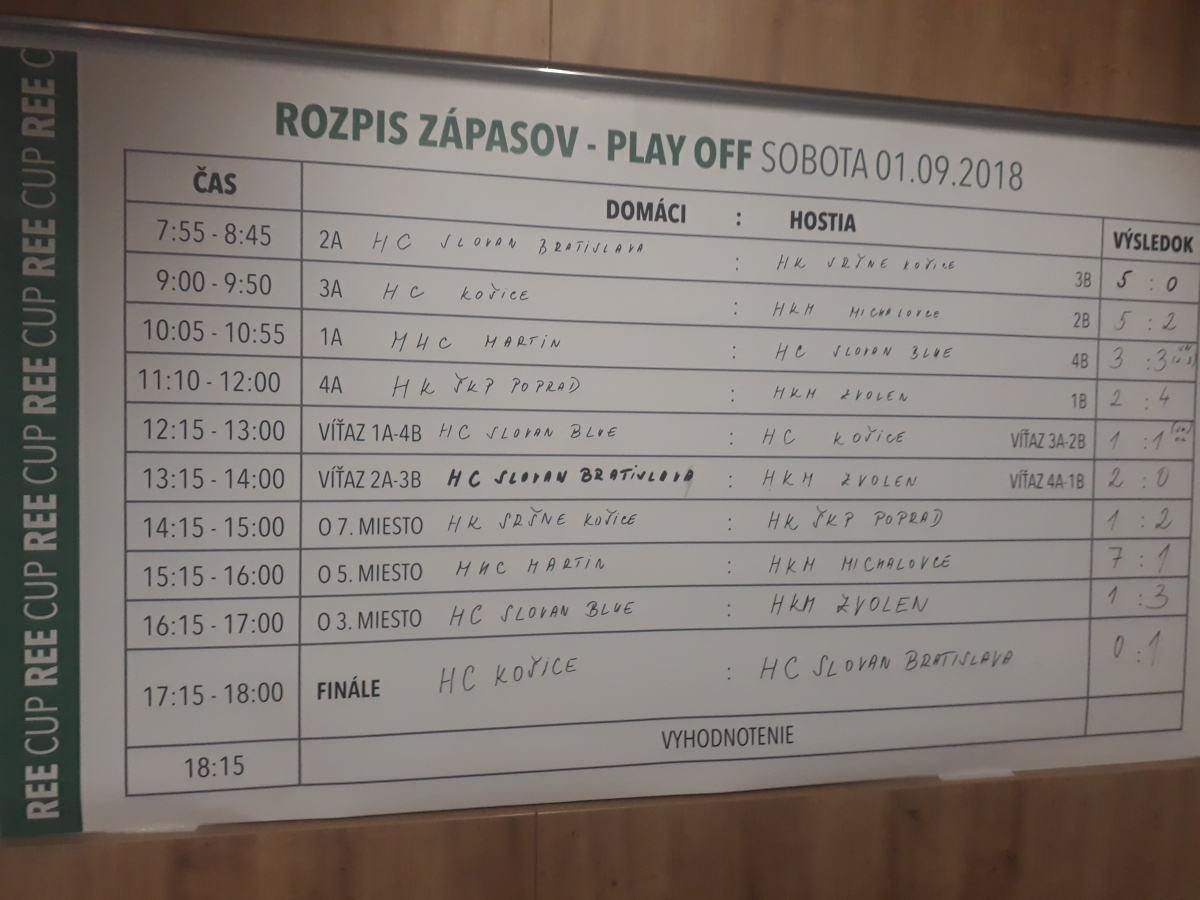 REE CUP REE CUP REE CUP REE CUP REE CUP REE C
ROZPIS ZÁPASOV - PLAY OFF SOBOTA 01.09.2018
ČAS DOMÁCI : HOSTIA VÝSLEDOK
7:55 - 8:45 2A HC SLOVAN BRATISLAVA : HK SRŠNE KOŠICE 3B 5 : 0
9:00 - 9:50 3A HC KOŠICE : HKM MICHALOVCE 2B 5 : 2
10:05 - 10:55 1A MHC MARTIN : HC SLOVAN BLUE 4B 3 : 3
11:10 - 12:00 4A HK ŠKP POPRAD : HKM ZVOLEN 1B 2 : 4
12:15 - 13:00 VÍŤAZ 1A-4B HC SLOVAN BLUE : HC KOŠICE VÍŤAZ 3A-2B 1 : 1
13:15 - 14:00 VÍŤAZ 2A-3B HC SLOVAN BRATISLAVA : HKM ZVOLEN VÍŤAZ 4A-1B 2 : 0
14:15 - 15:00 O 7. MIESTO HK SRŠNE KOŠICE : HK ŠKP POPRAD 1 : 2
15:15 - 16:00 O 5. MIESTO MHC MARTIN : HKM MICHALOVCE 7 : 1
16:15 - 17:00 O 3. MIESTO HC SLOVAN BLUE : HKM ZVOLEN 1 : 3
17:15 - 18:00 FINÁLE HC KOŠICE : HC SLOVAN BRATISLAVA 0 : 1
18:15 VYHODNOTENIE